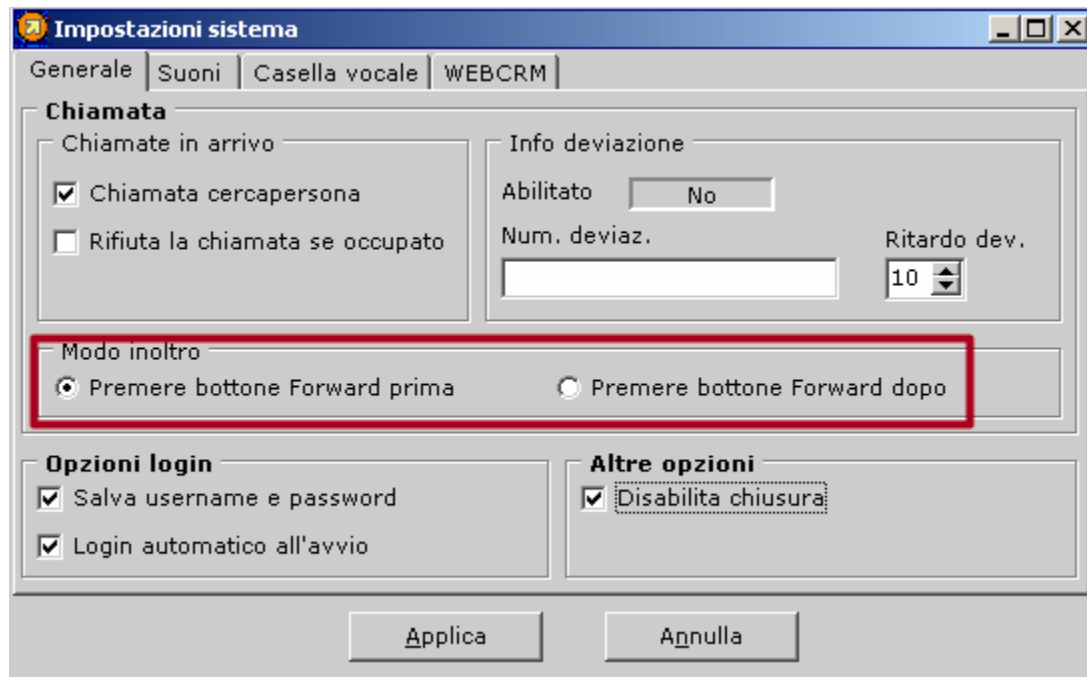 Impostazioni sistema
Generale Suoni Casella vocale WEBCRM
Chiamata
Chiamate in arrivo
Chiamata cercapersona
Rifiuta la chiamata se occupato
Info deviazione
Abilitato No
Num. deviaz. Ritardo dev.
10
Modo inoltro
Premere bottone Forward prima Premere bottone Forward dopo
Opzioni login
Salva username e password
Login automatico all'avvio
Altre opzioni
Disabilita chiusura
Applica Annulla